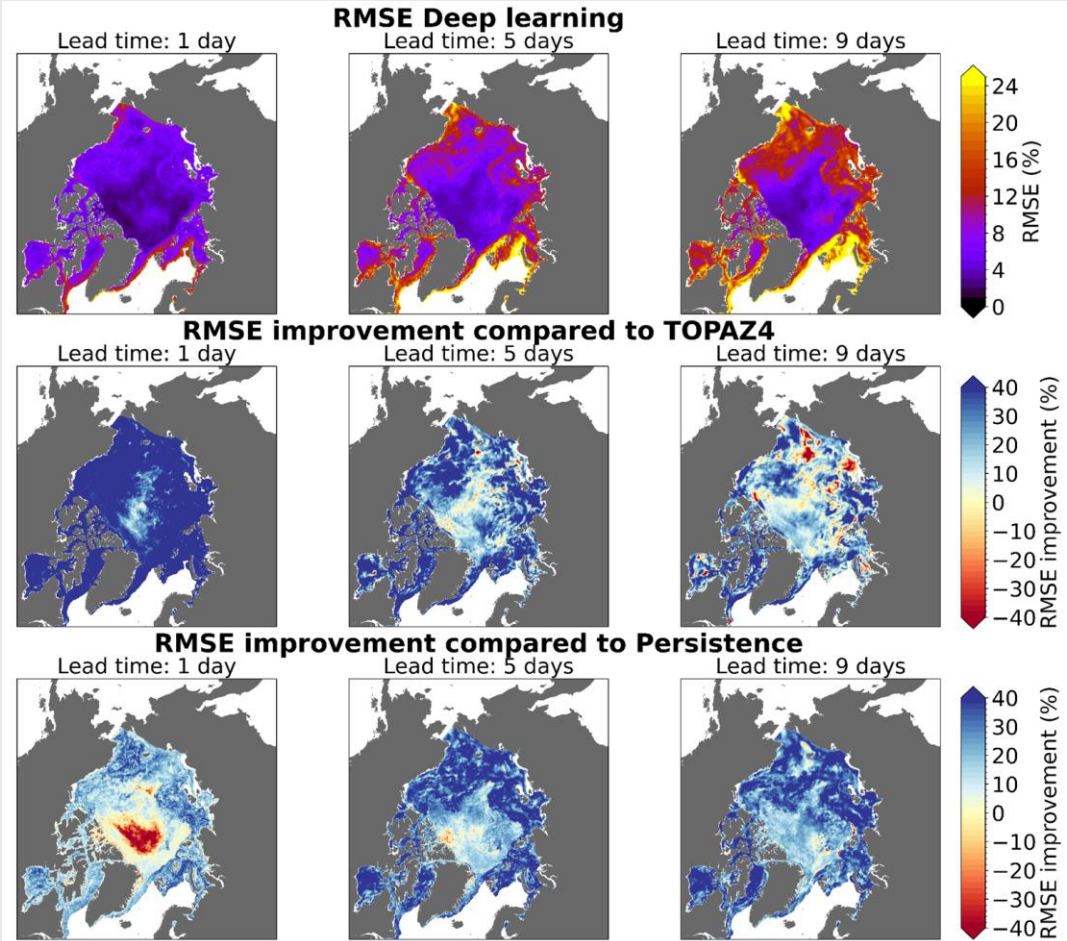 RMSE Deep learning
Lead time: 1 day
Lead time: 5 days
Lead time: 9 days
24
20
16
12
8
4
0
RMSE (%)
RMSE improvement compared to TOPAZ4
Lead time: 1 day
Lead time: 5 days
Lead time: 9 days
40
30
20
10
0
−10
−20
−30
−40
RMSE improvement (%)
RMSE improvement compared to Persistence
Lead time: 1 day
Lead time: 5 days
Lead time: 9 days
40
30
20
10
0
−10
−20
−30
−40
RMSE improvement (%)